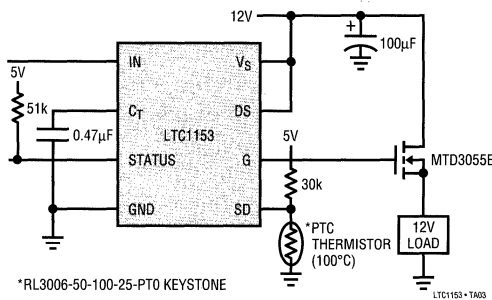 12V
5V
IN
VS
100µF
+
51k
CT
DS
LTC1153
0.47µF
5V
STATUS
G
MTD3055E
30k
GND
SD
*PTC
THERMISTOR
(100°C)
12V
LOAD
*RL3006-50-100-25-PT0 KEYSTONE
LTC1153 • TA03